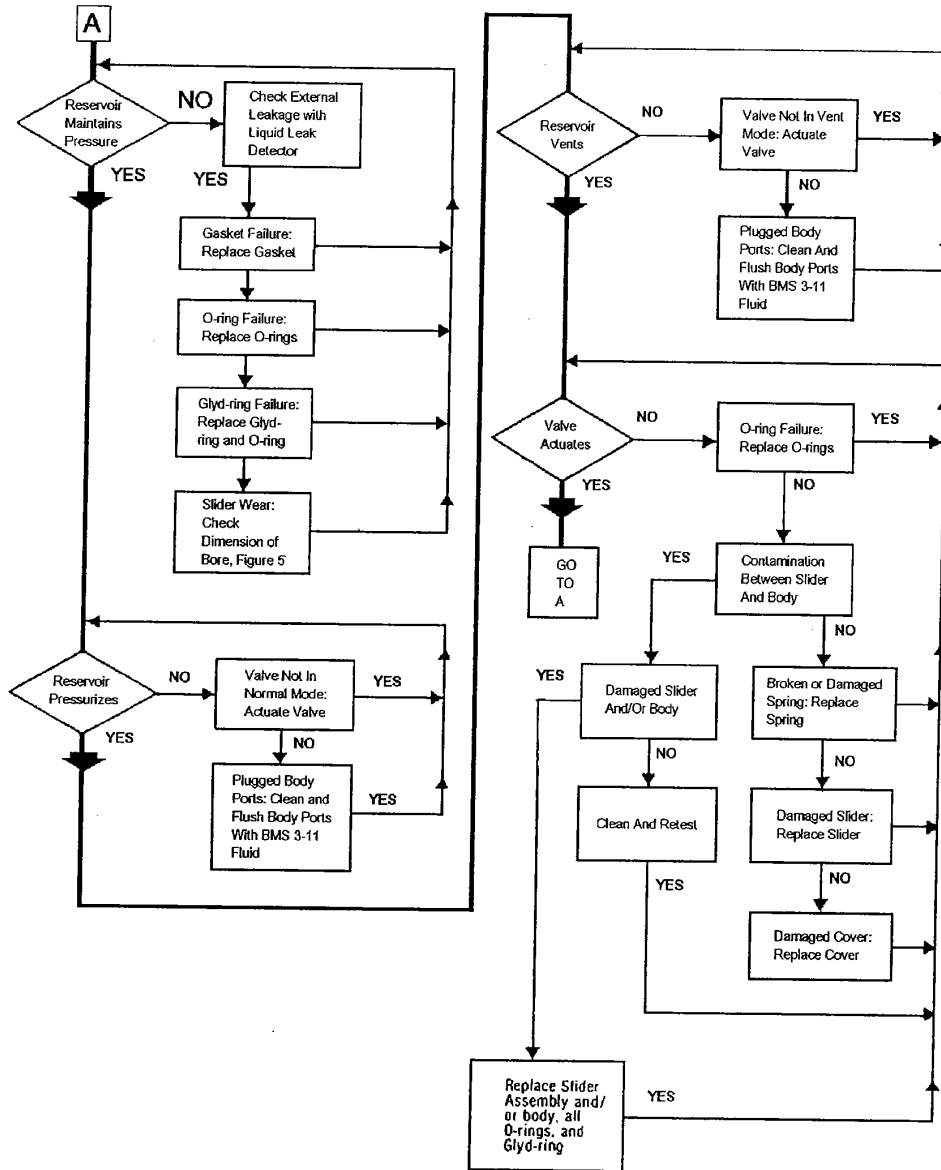 A
Reservoir
Maintains
Pressure
NO
Check External
Leakage with
Liquid Leak
Detector
YES
YES
Gasket Failure:
Replace Gasket
O-ring Failure:
Replace O-rings
Glyd-ring Failure:
Replace Glyd-
ring and O-ring
Slider Wear:
Check
Dimension of
Bore, Figure 5
Reservoir
Pressurizes
NO
Valve Not In
Normal Mode:
Actuate Valve
YES
YES
NO
Plugged Body
Ports: Clean and
Flush Body Ports
With BMS 3-11
Fluid
YES
Reservoir
Vents
NO
Valve Not In Vent
Mode: Actuate
Valve
YES
YES
NO
Plugged Body
Ports: Clean And
Flush Body Ports
With BMS 3-11
Fluid
Valve
Actuates
NO
O-ring Failure:
Replace O-rings
YES
YES
NO
GO
TO
A
YES
Contamination
Between Slider
And Body
NO
YES
Damaged Slider
And/Or Body
Broken or Damaged
Spring: Replace
Spring
NO
NO
Clean And Retest
Damaged Slider:
Replace Slider
YES
NO
Damaged Cover:
Replace Cover
Replace Slider
Assembly and/
or body, all
O-rings, and
Glyd-ring
YES